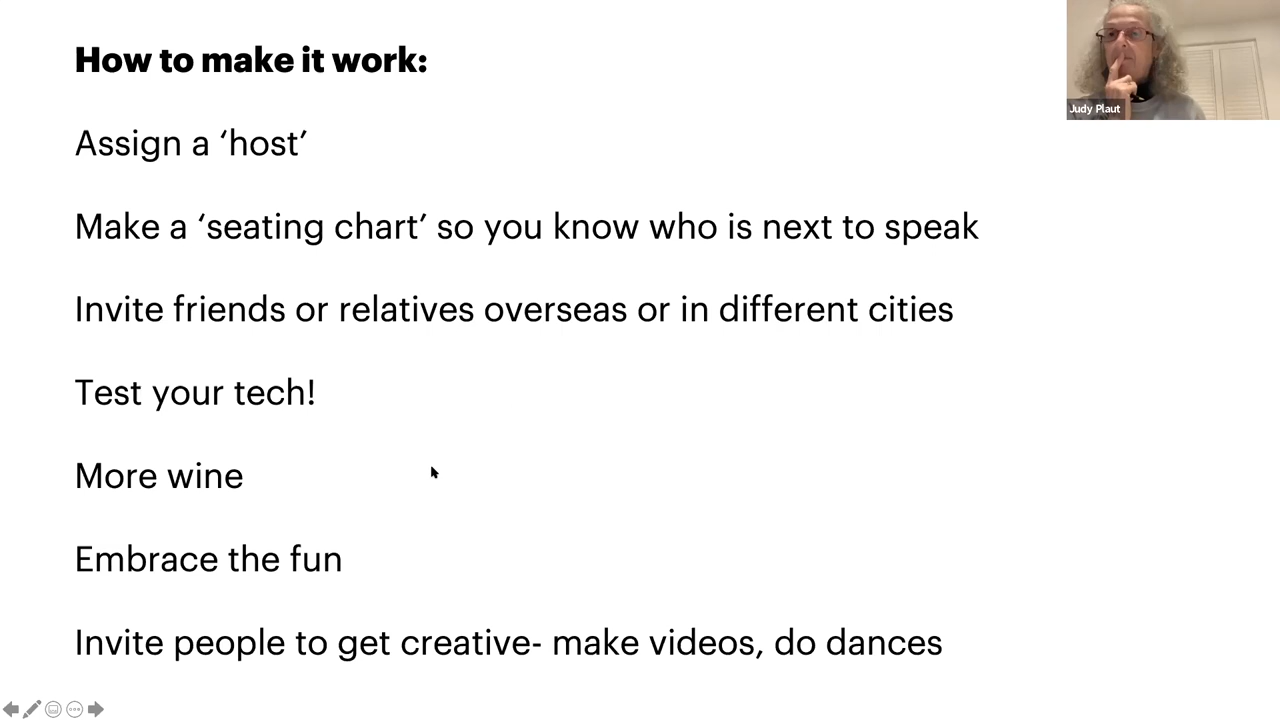 How to make it work:
Assign a ‘host’
Make a ‘seating chart’ so you know who is next to speak
Invite friends or relatives overseas or in different cities
Test your tech!
More wine
Embrace the fun
Invite people to get creative- make videos, do dances
Judy Plaut